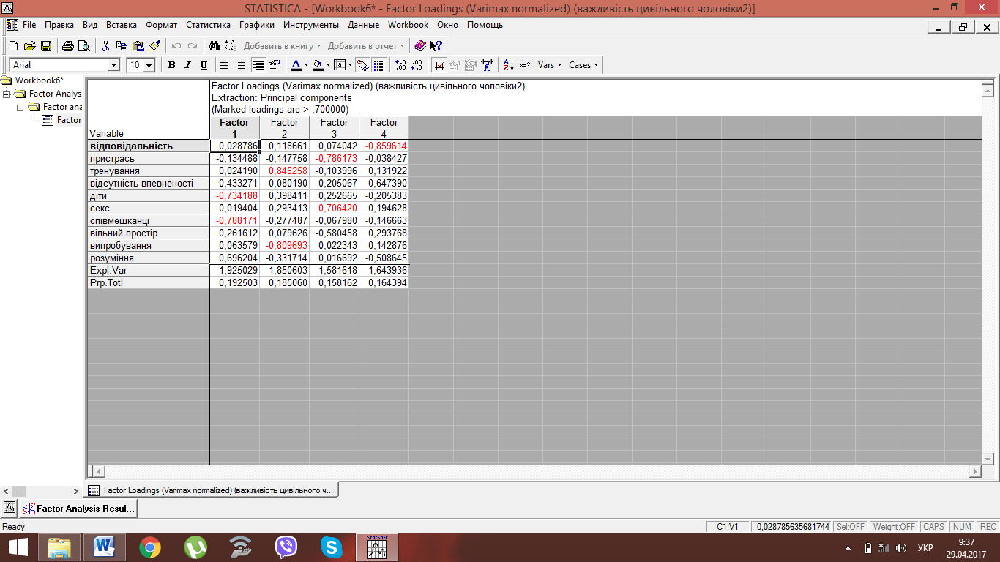 STATISTICA - [Workbook6* - Factor Loadings (Varimax normalized) (важливість цивільного чоловіки2)]
File Правка Вид Вставка Формат Статистика Графики Инструменты Данные Workbook Окно Помощь
Добавить в книгу Добавить в отчет
Arial 10 B I U Vars Cases
Workbook6*
Factor Analys
Factor ana
Factor
Factor Loadings (Varimax normalized) (важливість цивільного чоловіки2)
Extraction: Principal components
(Marked loadings are > ,700000)
Variable Factor 1 Factor 2 Factor 3 Factor 4
відповідальність 0,028786 0,118661 0,074042 -0,859614
пристрась -0,134488 -0,147758 -0,786173 -0,038427
тренування 0,024190 0,845258 -0,103996 0,131922
відсутність впевненості 0,433271 0,080190 0,205067 0,647390
діти -0,734188 0,398411 0,252665 -0,205383
секс -0,019404 -0,293413 0,706420 0,194628
співмешканці -0,788171 -0,277487 -0,067980 -0,146663
вільний простір 0,261612 0,079626 -0,580458 0,293768
випробування 0,063579 -0,809693 0,022343 0,142876
розуміння 0,696204 -0,331714 0,016692 -0,508645
Expl.Var 1,925029 1,850603 1,581618 1,643936
Prp.Totl 0,192503 0,185060 0,158162 0,164394
Factor Loadings (Varimax normalized) (важливість цивільного ч...
Factor Analysis Resul...
Ready C1,V1 0,028785635681744 Sel:OFF Weight:OFF CAPS NUM REC
StatSoft
УКР
9:37
29.04.2017